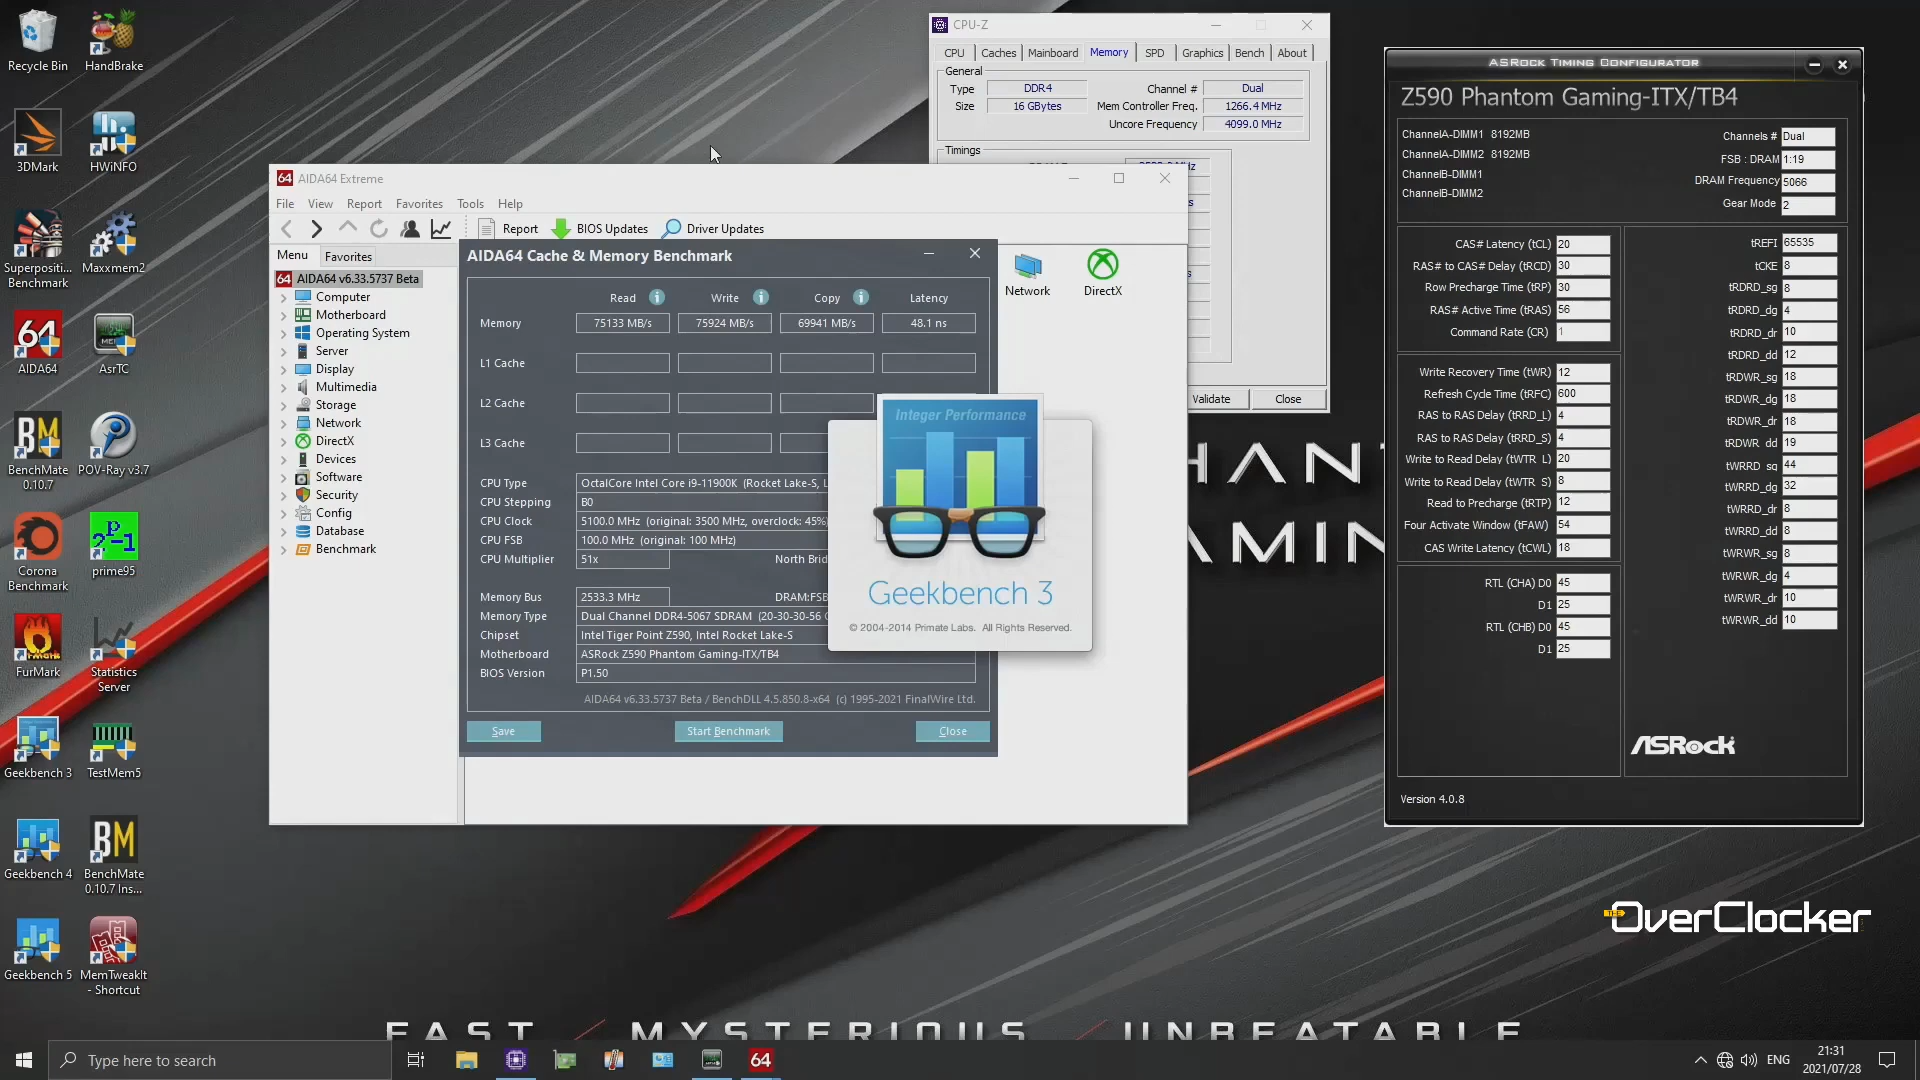 Recycle Bin
HandBrake
3DMark
HWiNFO
Superpositi... Benchmark
Maxxmem2
AIDA64
AsrTC
BenchMate 0.10.7
POV-Ray v3.7
Corona Benchmark
prime95
FurMark
Statistics Server
Geekbench 3
TestMem5
Geekbench 4
BenchMate 0.10.7 Ins...
Geekbench 5
MemTweakIt - Shortcut
CPU-Z
CPU Caches Mainboard Memory SPD Graphics Bench About
General
Type DDR4 Channel # Dual
Size 16 GBytes Mem Controller Freq. 1266.4 MHz
Uncore Frequency 4099.0 MHz
Timings
Validate Close
64 AIDA64 Extreme
File View Report Favorites Tools Help
Report BIOS Updates Driver Updates
Menu Favorites
64 AIDA64 v6.33.5737 Beta
Computer
Motherboard
Operating System
Server
Display
Multimedia
Storage
Network
DirectX
Devices
Software
Security
Config
Database
Benchmark
Network DirectX
AIDA64 Cache & Memory Benchmark
Read Write Copy Latency
Memory 75133 MB/s 75924 MB/s 69941 MB/s 48.1 ns
L1 Cache
L2 Cache
L3 Cache
CPU Type OctalCore Intel Core i9-11900K (Rocket Lake-S, L
CPU Stepping B0
CPU Clock 5100.0 MHz (original: 3500 MHz, overclock: 45%)
CPU FSB 100.0 MHz (original: 100 MHz)
CPU Multiplier 51x North Brid
Memory Bus 2533.3 MHz DRAM:FSB
Memory Type Dual Channel DDR4-5067 SDRAM (20-30-30-56
Chipset Intel Tiger Point Z590, Intel Rocket Lake-S
Motherboard ASRock Z590 Phantom Gaming-ITX/TB4
BIOS Version P1.50
AIDA64 v6.33.5737 Beta / BenchDLL 4.5.850.8-x64 (c) 1995-2021 FinalWire Ltd.
Save Start Benchmark Close
Integer Performance
Geekbench 3
© 2004-2014 Primate Labs. All Rights Reserved.
ASRock Timing Configurator
Z590 Phantom Gaming-ITX/TB4
ChannelA-DIMM1 8192MB
ChannelA-DIMM2 8192MB
ChannelB-DIMM1
ChannelB-DIMM2
Channels # Dual
FSB : DRAM 1:19
DRAM Frequency 5066
Gear Mode 2
CAS# Latency (tCL) 20
RAS# to CAS# Delay (tRCD) 30
Row Precharge Time (tRP) 30
RAS# Active Time (tRAS) 56
Command Rate (CR) 1
Write Recovery Time (tWR) 12
Refresh Cycle Time (tRFC) 600
RAS to RAS Delay (tRRD_L) 4
RAS to RAS Delay (tRRD_S) 4
Write to Read Delay (tWTR_L) 20
Write to Read Delay (tWTR_S) 8
Read to Precharge (tRTP) 12
Four Activate Window (tFAW) 54
CAS Write Latency (tCWL) 18
RTL (CHA) D0 45
D1 25
RTL (CHB) D0 45
D1 25
tREFI 65535
tCKE 8
tRDRD_sg 8
tRDRD_dg 4
tRDRD_dr 10
tRDRD_dd 12
tRDWR_sg 18
tRDWR_dg 18
tRDWR_dr 18
tRDWR_dd 19
tWRRD_sg 44
tWRRD_dg 32
tWRRD_dr 8
tWRRD_dd 8
tWRWR_sg 8
tWRWR_dg 4
tWRWR_dr 10
tWRWR_dd 10
ASRock
Version 4.0.8
HANT
AMIN
THE OverClocker
FAST / MYSTERIOUS / UNBEATABLE
Type here to search
64
ENG
21:31
2021/07/28